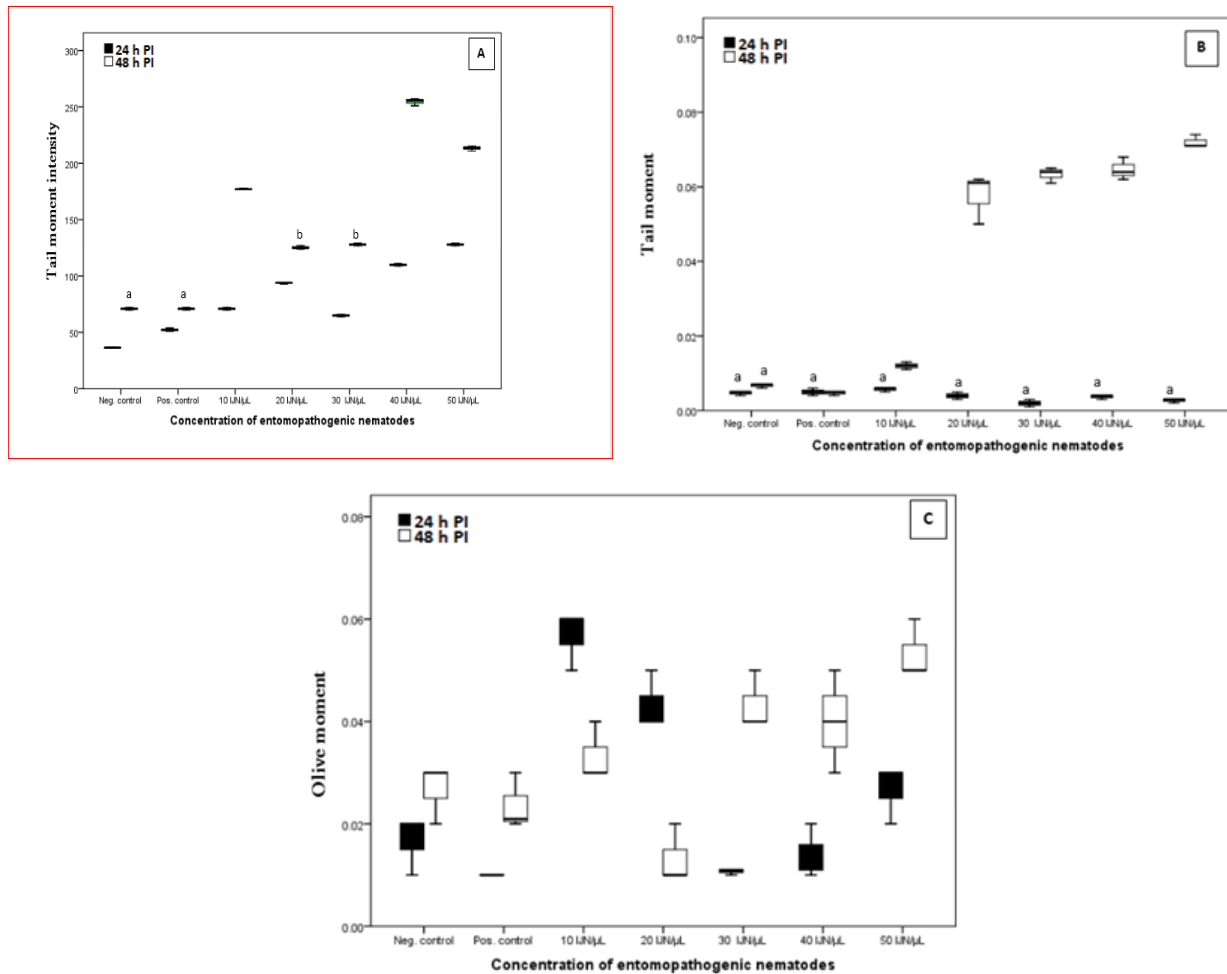 A
24 h PI
48 h PI
300
250
200
150
100
50
0
Tail moment intensity
a
a
b
b
Neg. control
Pos. control
10 IJN/µL
20 IJN/µL
30 IJN/µL
40 IJN/µL
50 IJN/µL
Concentration of entomopathogenic nematodes
B
24 h PI
48 h PI
0.10
0.08
0.06
0.04
0.02
0.00
Tail moment
a
a
a
a
a
a
a
a
Neg. control
Pos. control
10 IJN/µL
20 IJN/µL
30 IJN/µL
40 IJN/µL
50 IJN/µL
Concentration of entomopathogenic nematodes
C
24 h PI
48 h PI
0.08
0.06
0.04
0.02
0.00
Olive moment
Neg. control
Pos. control
10 IJN/µL
20 IJN/µL
30 IJN/µL
40 IJN/µL
50 IJN/µL
Concentration of entomopathogenic nematodes